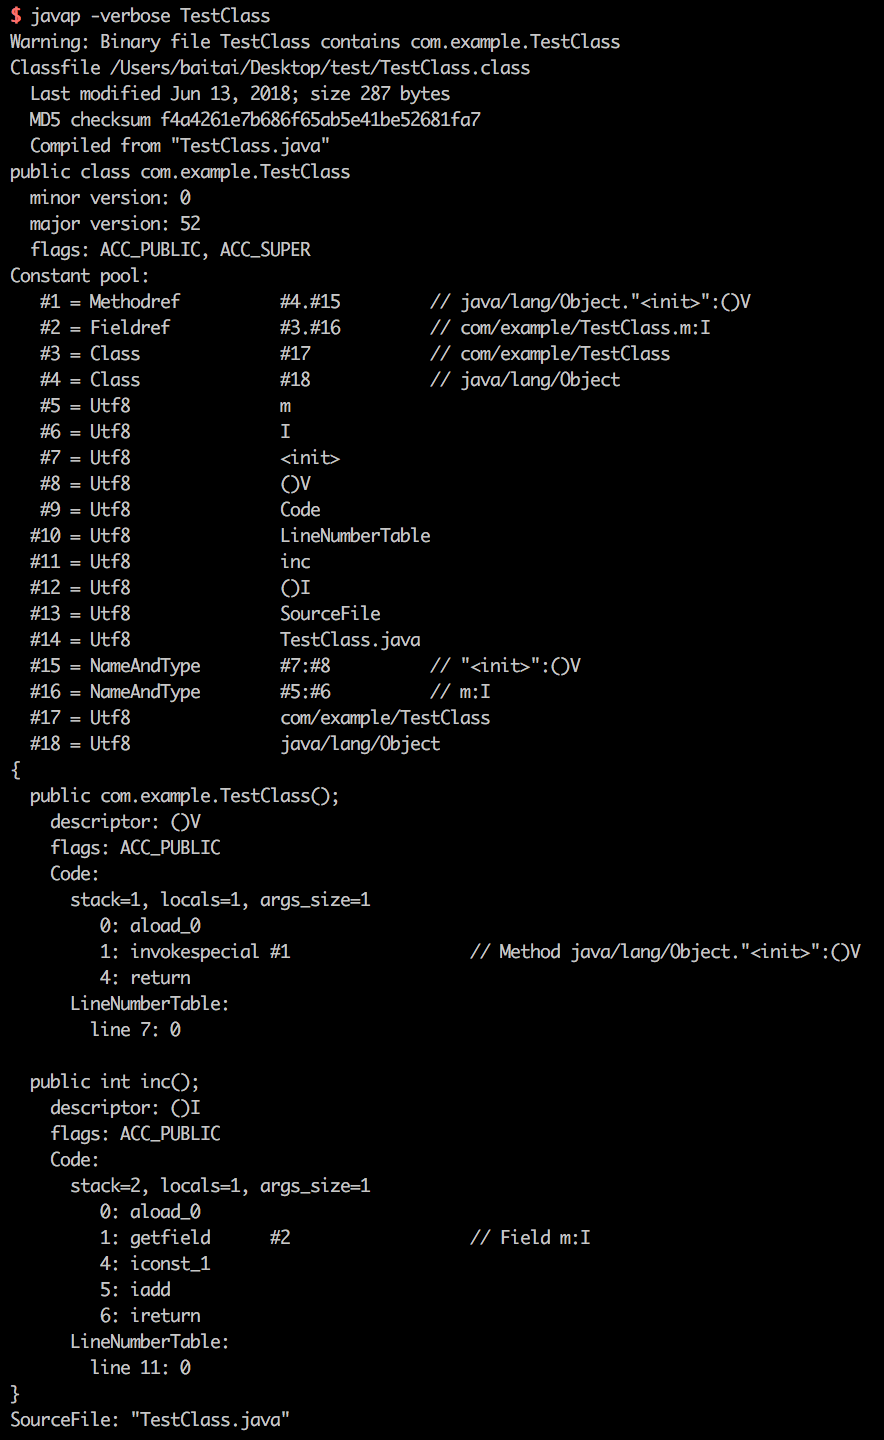 $ javap -verbose TestClass
Warning: Binary file TestClass contains com.example.TestClass
Classfile /Users/baitai/Desktop/test/TestClass.class
  Last modified Jun 13, 2018; size 287 bytes
  MD5 checksum f4a4261e7b686f65ab5e41be52681fa7
  Compiled from "TestClass.java"
public class com.example.TestClass
  minor version: 0
  major version: 52
  flags: ACC_PUBLIC, ACC_SUPER
Constant pool:
   #1 = Methodref          #4.#15         // java/lang/Object."<init>":()V
   #2 = Fieldref           #3.#16         // com/example/TestClass.m:I
   #3 = Class              #17            // com/example/TestClass
   #4 = Class              #18            // java/lang/Object
   #5 = Utf8               m
   #6 = Utf8               I
   #7 = Utf8               <init>
   #8 = Utf8               ()V
   #9 = Utf8               Code
  #10 = Utf8               LineNumberTable
  #11 = Utf8               inc
  #12 = Utf8               ()I
  #13 = Utf8               SourceFile
  #14 = Utf8               TestClass.java
  #15 = NameAndType        #7:#8          // "<init>":()V
  #16 = NameAndType        #5:#6          // m:I
  #17 = Utf8               com/example/TestClass
  #18 = Utf8               java/lang/Object
{
  public com.example.TestClass();
    descriptor: ()V
    flags: ACC_PUBLIC
    Code:
      stack=1, locals=1, args_size=1
         0: aload_0
         1: invokespecial #1                  // Method java/lang/Object."<init>":()V
         4: return
      LineNumberTable:
        line 7: 0

  public int inc();
    descriptor: ()I
    flags: ACC_PUBLIC
    Code:
      stack=2, locals=1, args_size=1
         0: aload_0
         1: getfield      #2                  // Field m:I
         4: iconst_1
         5: iadd
         6: ireturn
      LineNumberTable:
        line 11: 0
}
SourceFile: "TestClass.java"